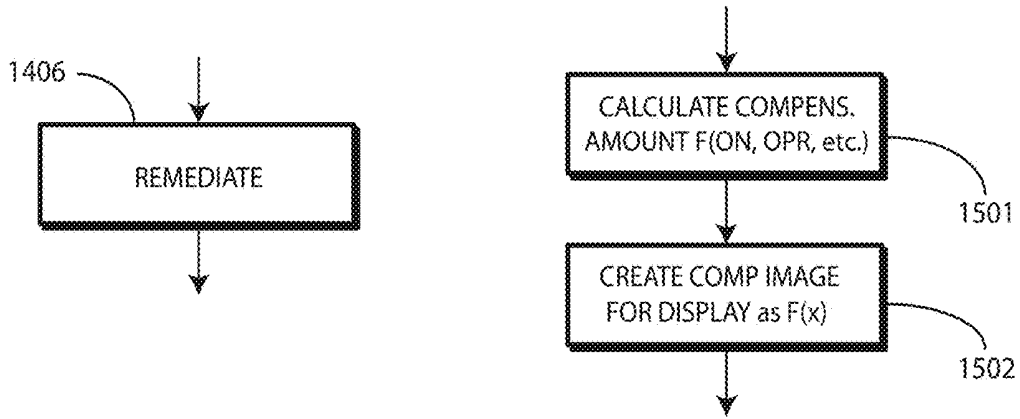 1406
REMEDIATE
CALCULATE COMPENS.
AMOUNT F(ON, OPR, etc.)
1501
CREATE COMP IMAGE
FOR DISPLAY as F(x)
1502